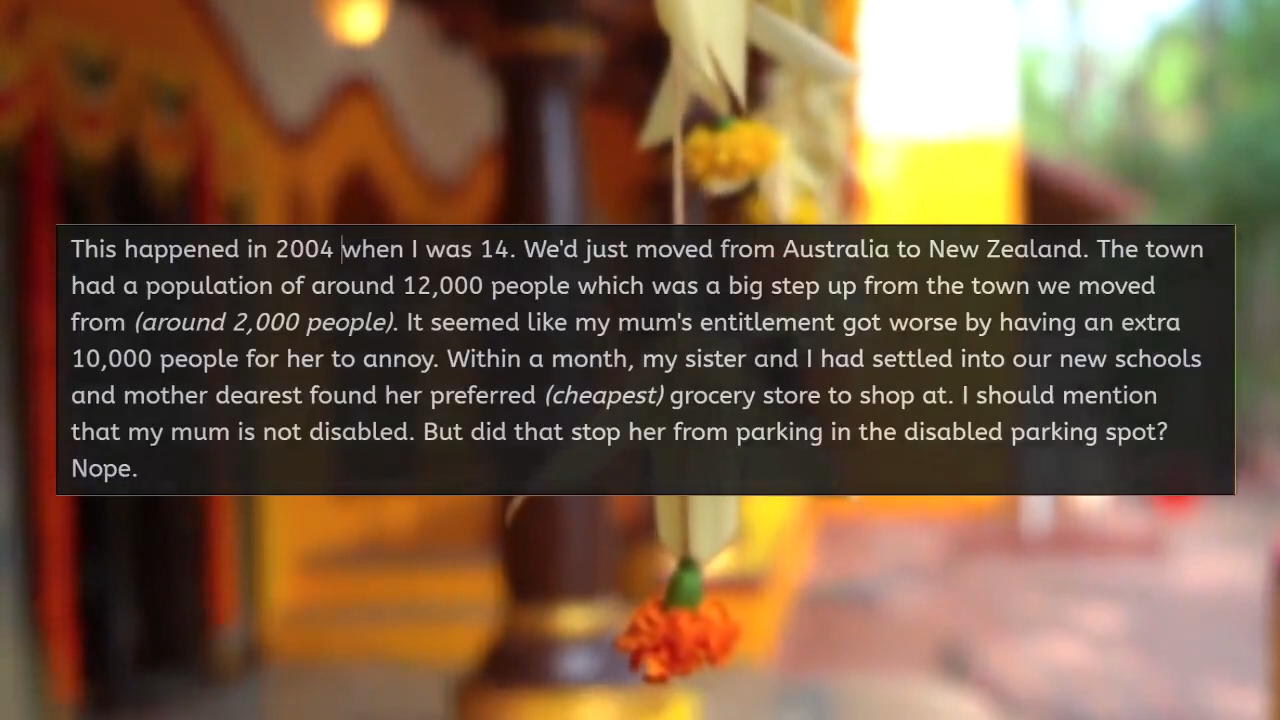 This happened in 2004 when I was 14. We'd just moved from Australia to New Zealand. The town
had a population of around 12,000 people which was a big step up from the town we moved
from (around 2,000 people). It seemed like my mum's entitlement got worse by having an extra
10,000 people for her to annoy. Within a month, my sister and I had settled into our new schools
and mother dearest found her preferred (cheapest) grocery store to shop at. I should mention
that my mum is not disabled. But did that stop her from parking in the disabled parking spot?
Nope.